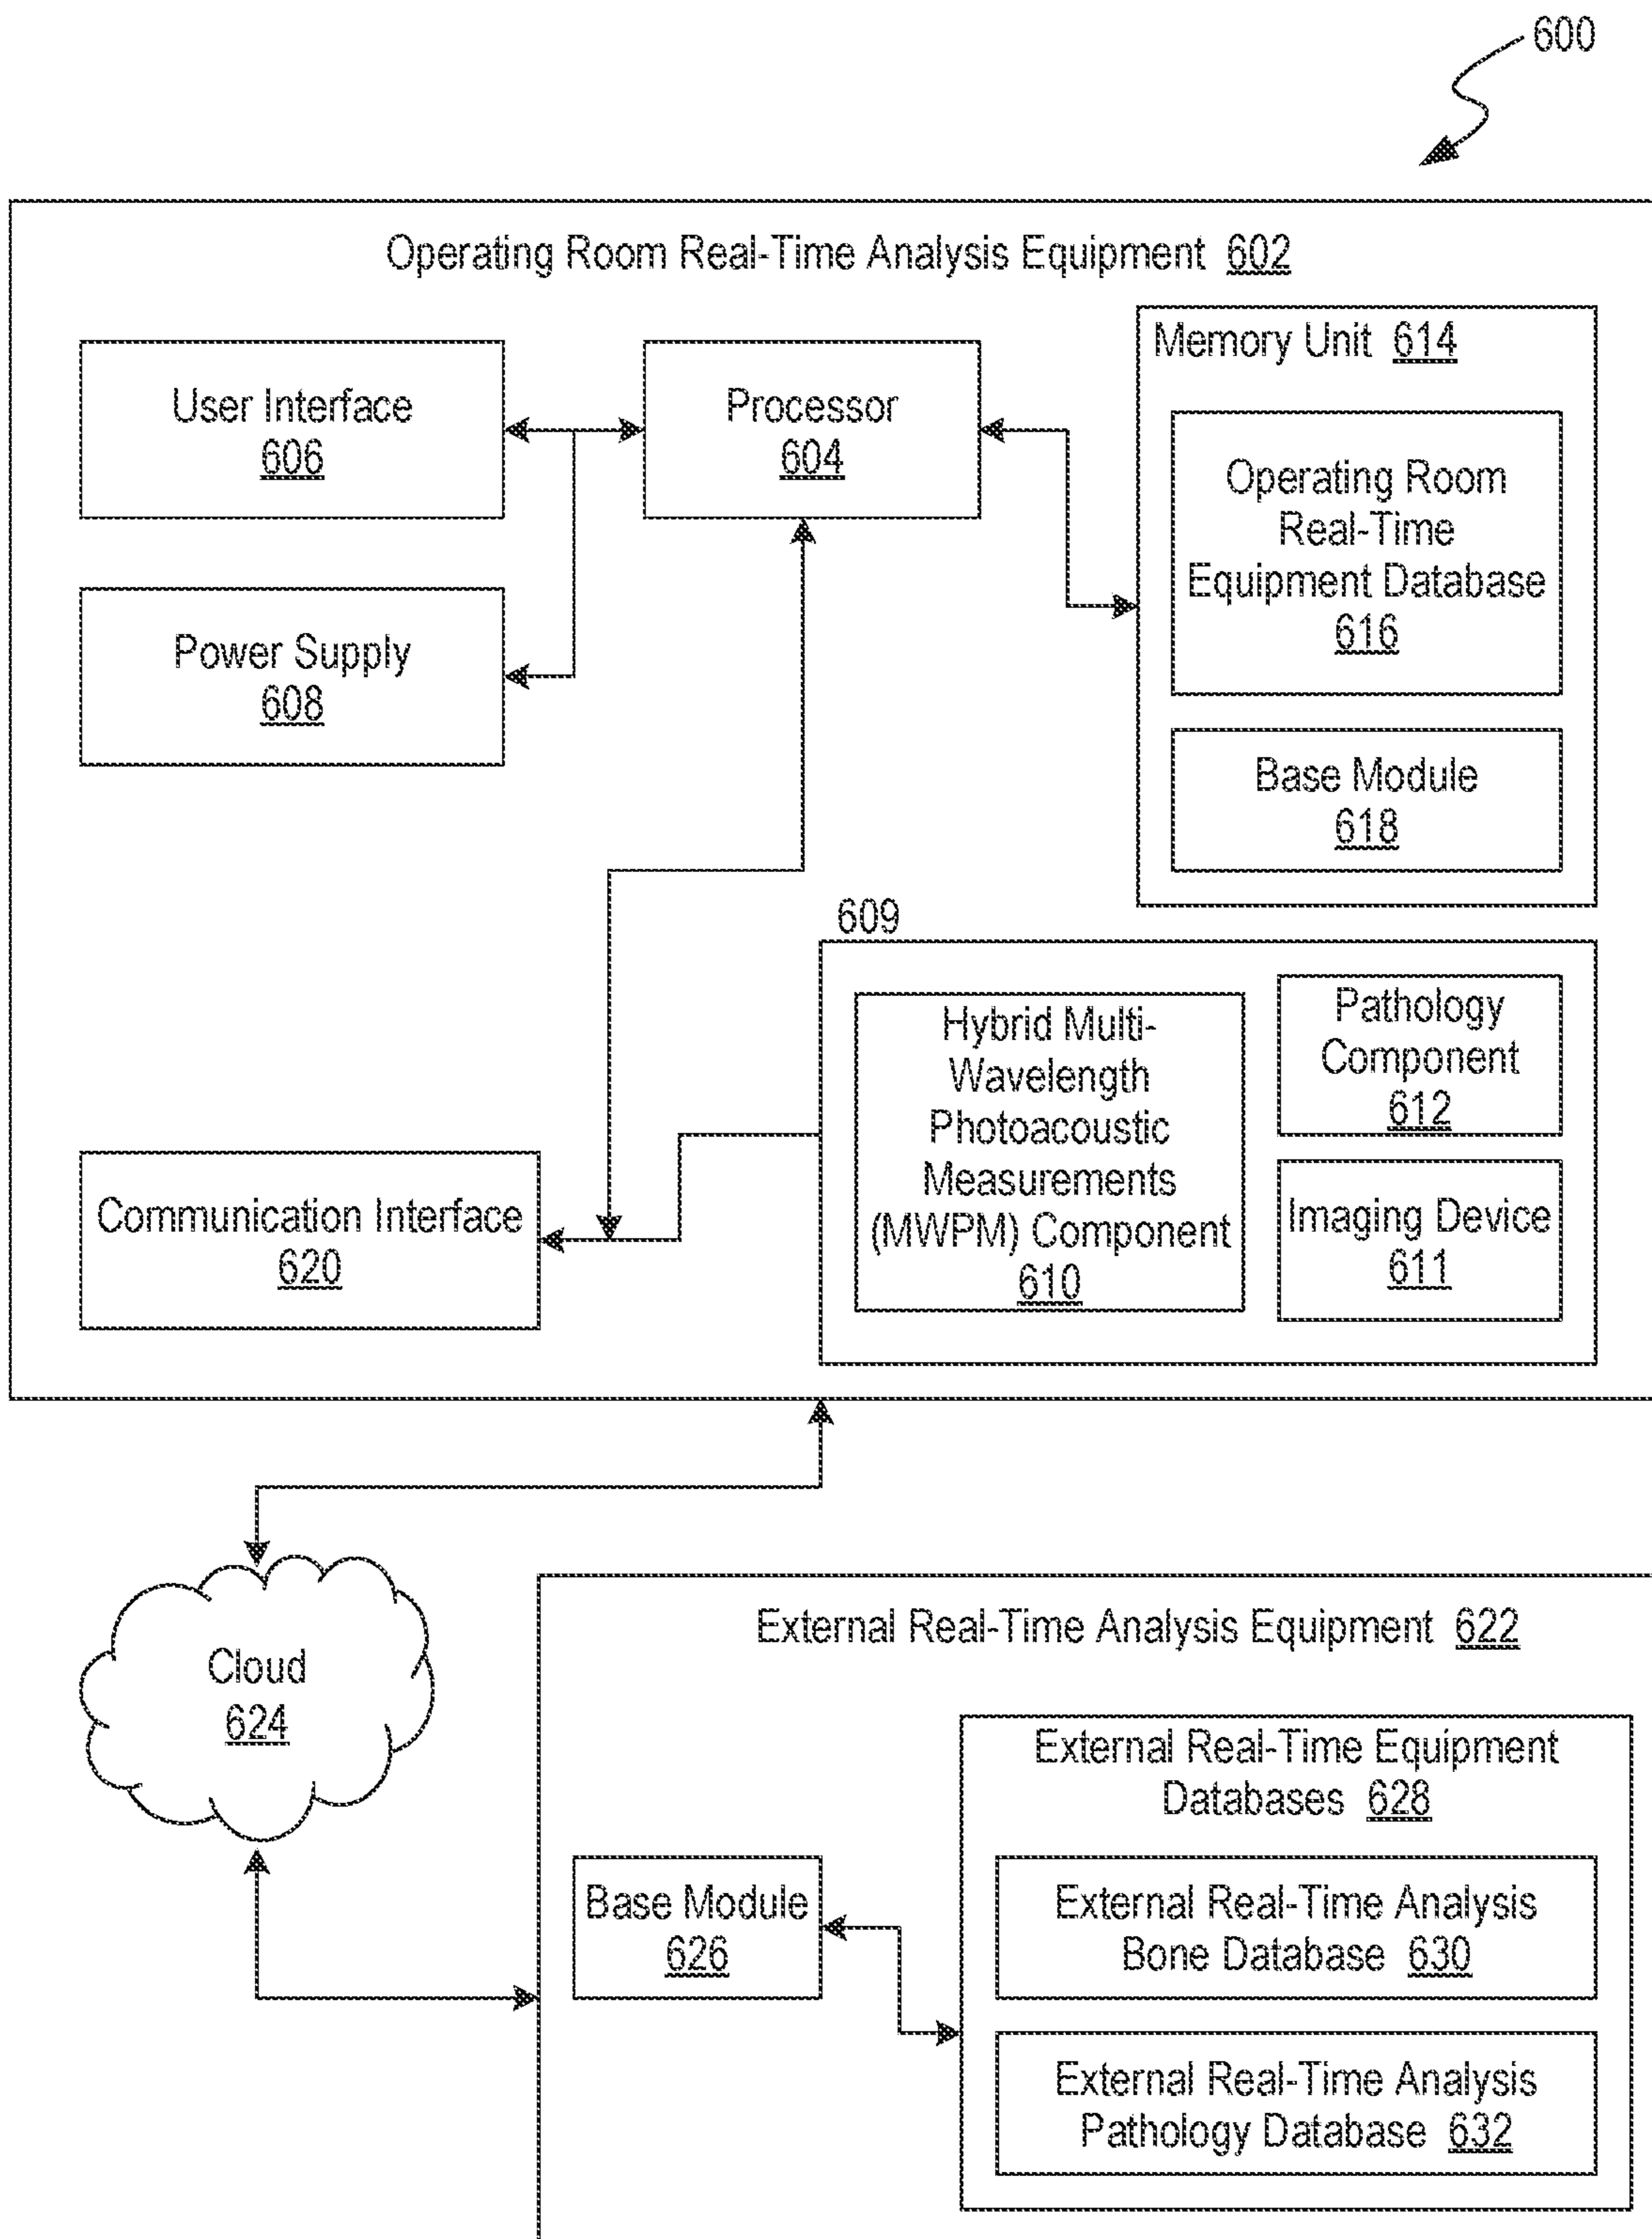 600
Operating Room Real-Time Analysis Equipment 602
User Interface
606
Processor
604
Memory Unit 614
Operating Room
Real-Time
Equipment Database
616
Power Supply
608
Base Module
618
609
Hybrid Multi-
Wavelength
Photoacoustic
Measurements
(MWPM) Component
610
Pathology
Component
612
Imaging Device
611
Communication Interface
620
Cloud
624
External Real-Time Analysis Equipment 622
External Real-Time Equipment
Databases 628
Base Module
626
External Real-Time Analysis
Bone Database 630
External Real-Time Analysis
Pathology Database 632